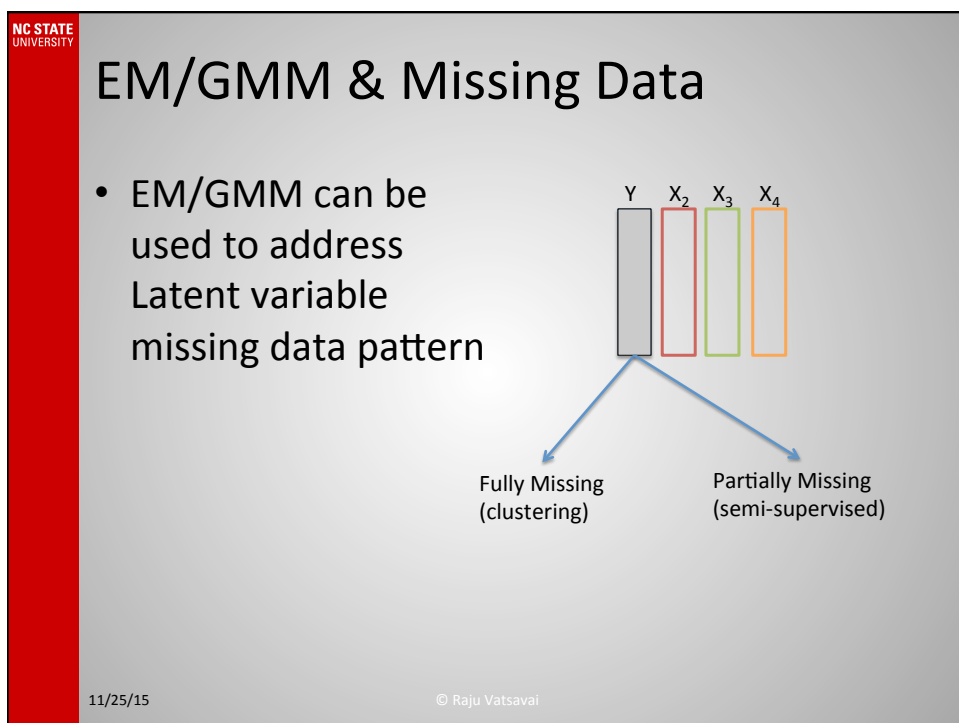 NC STATE
UNIVERSITY
EM/GMM & Missing Data
• EM/GMM can be
used to address
Latent variable
missing data pattern
Y X₂ X₃ X₄
Fully Missing
(clustering)
Partially Missing
(semi-supervised)
11/25/15
© Raju Vatsavai